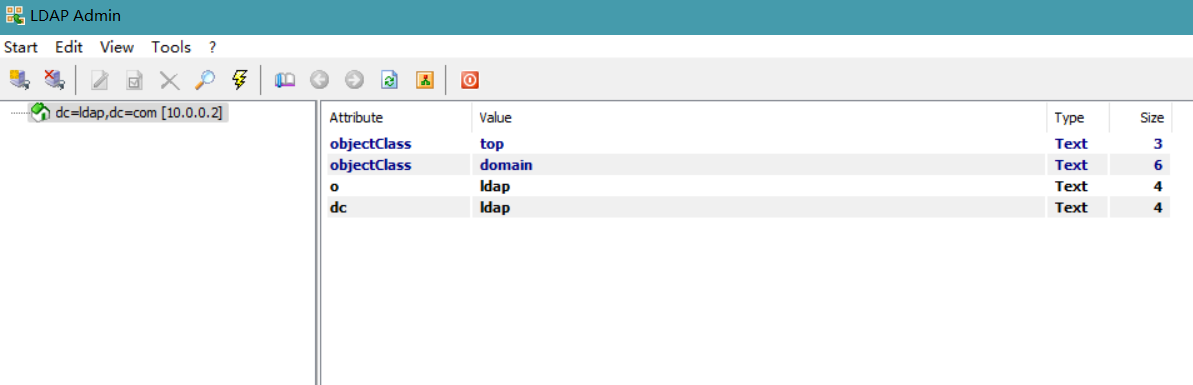 LDAP Admin
Start Edit View Tools ?
dc=ldap,dc=com [10.0.0.2]
Attribute Value Type Size
objectClass top Text 3
objectClass domain Text 6
o ldap Text 4
dc ldap Text 4